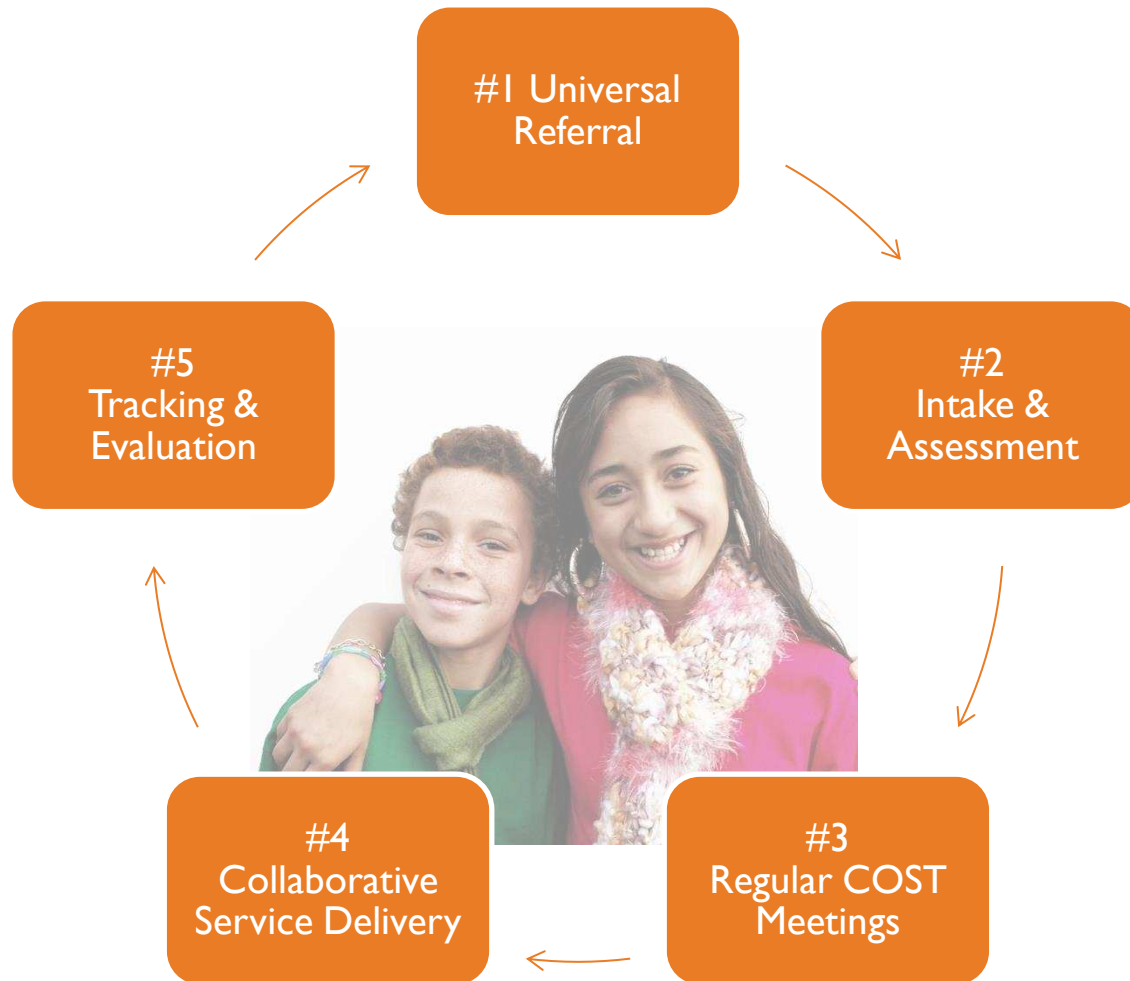 #1 Universal
Referral
#2
Intake &
Assessment
#3
Regular COST
Meetings
#4
Collaborative
Service Delivery
#5
Tracking &
Evaluation